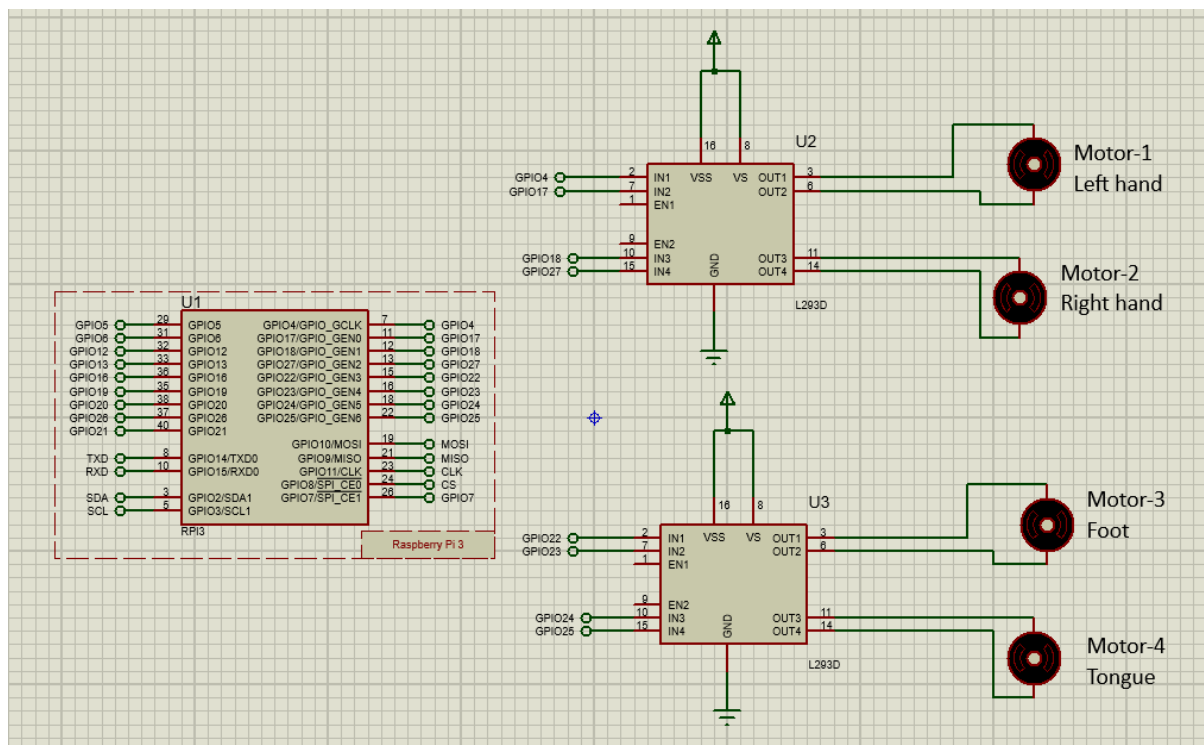 U1
GPIO5 29 GPIO5 GPIO4/GPIO_GCLK 7 GPIO4
GPIO6 31 GPIO6 GPIO17/GPIO_GEN0 11 GPIO17
GPIO12 32 GPIO12 GPIO18/GPIO_GEN1 12 GPIO18
GPIO13 33 GPIO13 GPIO27/GPIO_GEN2 13 GPIO27
GPIO16 36 GPIO16 GPIO22/GPIO_GEN3 15 GPIO22
GPIO19 35 GPIO19 GPIO23/GPIO_GEN4 16 GPIO23
GPIO20 38 GPIO20 GPIO24/GPIO_GEN5 18 GPIO24
GPIO26 37 GPIO26 GPIO25/GPIO_GEN6 22 GPIO25
GPIO21 40 GPIO21
GPIO10/MOSI 19 MOSI
TXD 8 GPIO14/TXD0 GPIO9/MISO 21 MISO
RXD 10 GPIO15/RXD0 GPIO11/CLK 23 CLK
GPIO8/SPI_CE0 24 CS
SDA 3 GPIO2/SDA1 GPIO7/SPI_CE1 26 GPIO7
SCL 5 GPIO3/SCL1
RPI3
Raspberry Pi 3
U2
16 8
GPIO4 2 IN1 VSS VS OUT1 3
GPIO17 7 IN2 OUT2 6
1 EN1
9 EN2
GPIO18 10 IN3 OUT3 11
GPIO27 15 IN4 GND OUT4 14
L293D
Motor-1
Left hand
Motor-2
Right hand
U3
16 8
GPIO22 2 IN1 VSS VS OUT1 3
GPIO23 7 IN2 OUT2 6
1 EN1
9 EN2
GPIO24 10 IN3 OUT3 11
GPIO25 15 IN4 GND OUT4 14
L293D
Motor-3
Foot
Motor-4
Tongue